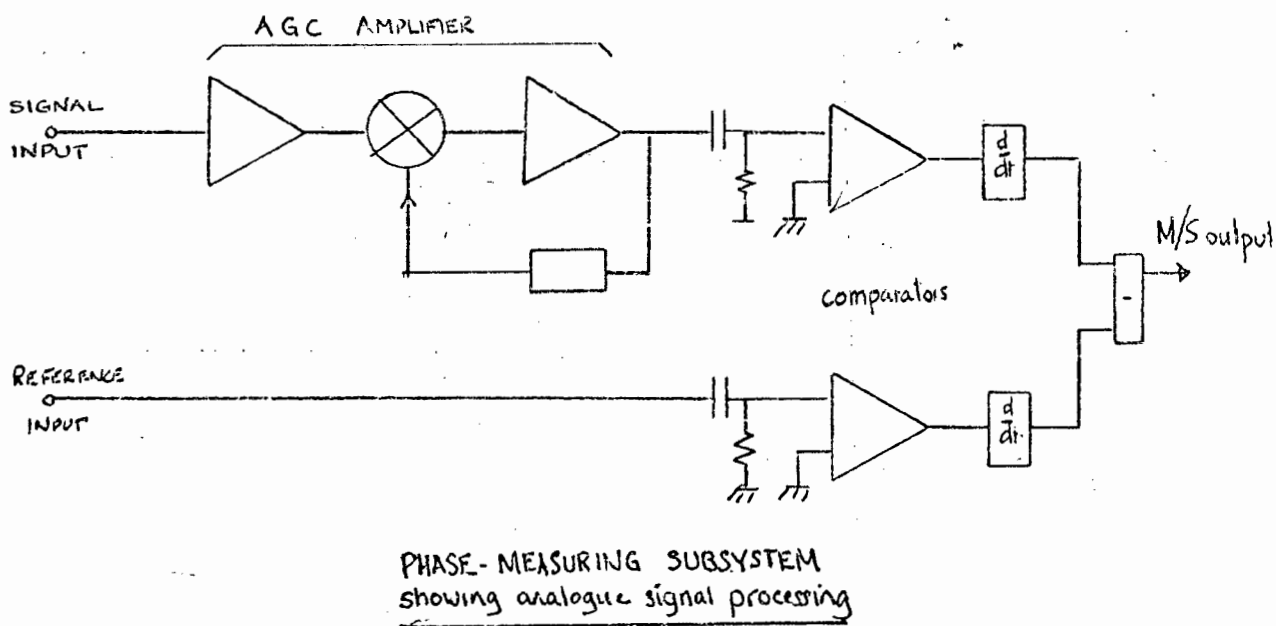 AGC AMPLIFIER
SIGNAL
INPUT
d
dt
M/S output
-
comparators
REFERENCE
INPUT
d
dt
PHASE-MEASURING SUBSYSTEM
showing analogue signal processing